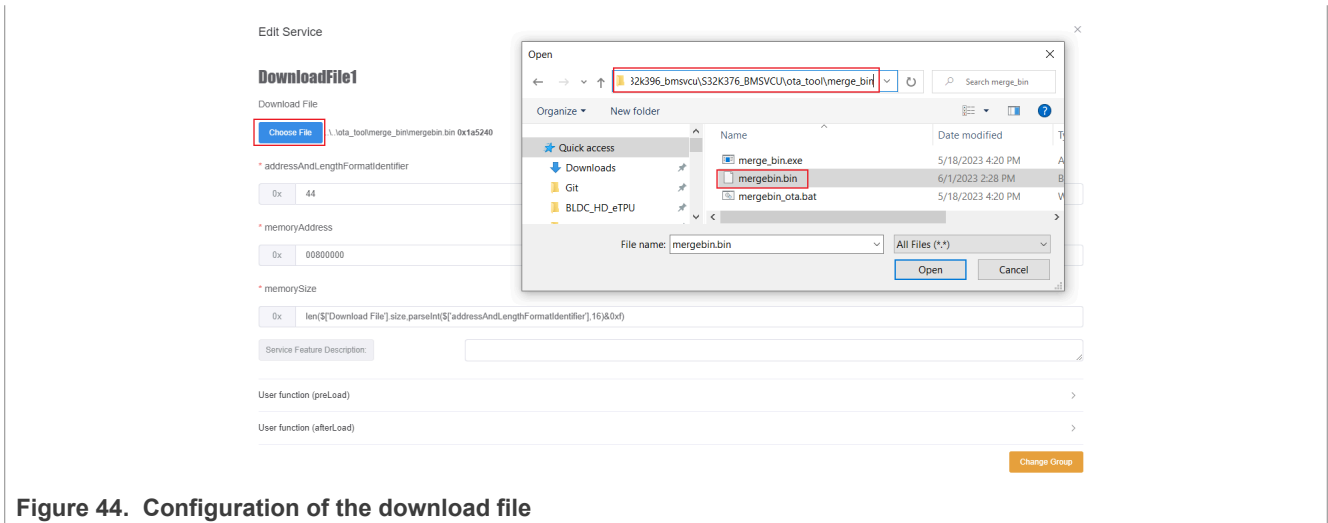 Edit Service
DownloadFile1
Download File
Choose File .\..\ota_tool\merge_bin\mergebin.bin 0x1a5240
* addressAndLengthFormatIdentifier
0x 44
* memoryAddress
0x 00800000
* memorySize
0x len($['Download File'].size,parseInt($['addressAndLengthFormatIdentifier'],16)&0xf)
Service Feature Description:
User function (preLoad)
User function (afterLoad)
Change Group
Open
32k396_bmsvcu\S32K376_BMSVCU\ota_tool\merge_bin
Search merge_bin
Organize New folder
Quick access
Downloads
Git
BLDC_HD_eTPU
Name Date modified
merge_bin.exe 5/18/2023 4:20 PM
mergebin.bin 6/1/2023 2:28 PM
mergebin_ota.bat 5/18/2023 4:20 PM
File name: mergebin.bin All Files (*.*)
Open Cancel
Figure 44. Configuration of the download file